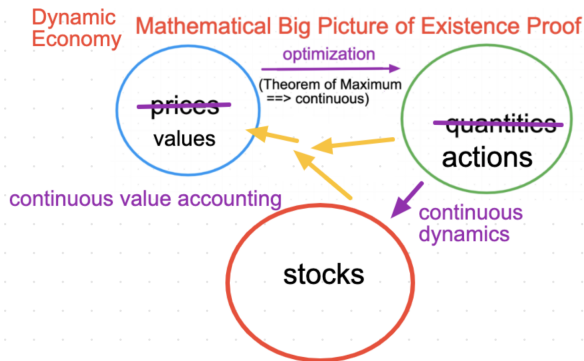 Dynamic
Economy
Mathematical Big Picture of Existence Proof
optimization
(Theorem of Maximum
==> continuous)
prices
values
quantities
actions
continuous value accounting
continuous
dynamics
stocks